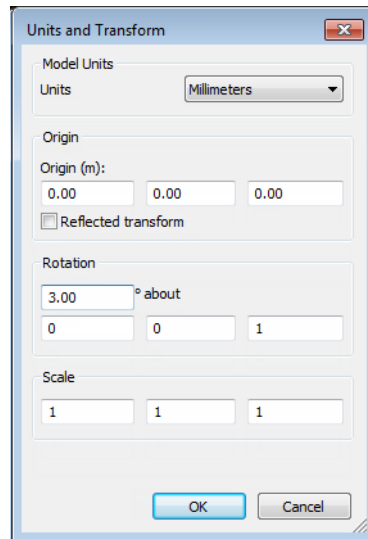 Units and Transform
Model Units
Units Millimeters
Origin
Origin (m):
0.00 0.00 0.00
Reflected transform
Rotation
3.00 ° about
0 0 1
Scale
1 1 1
OK Cancel